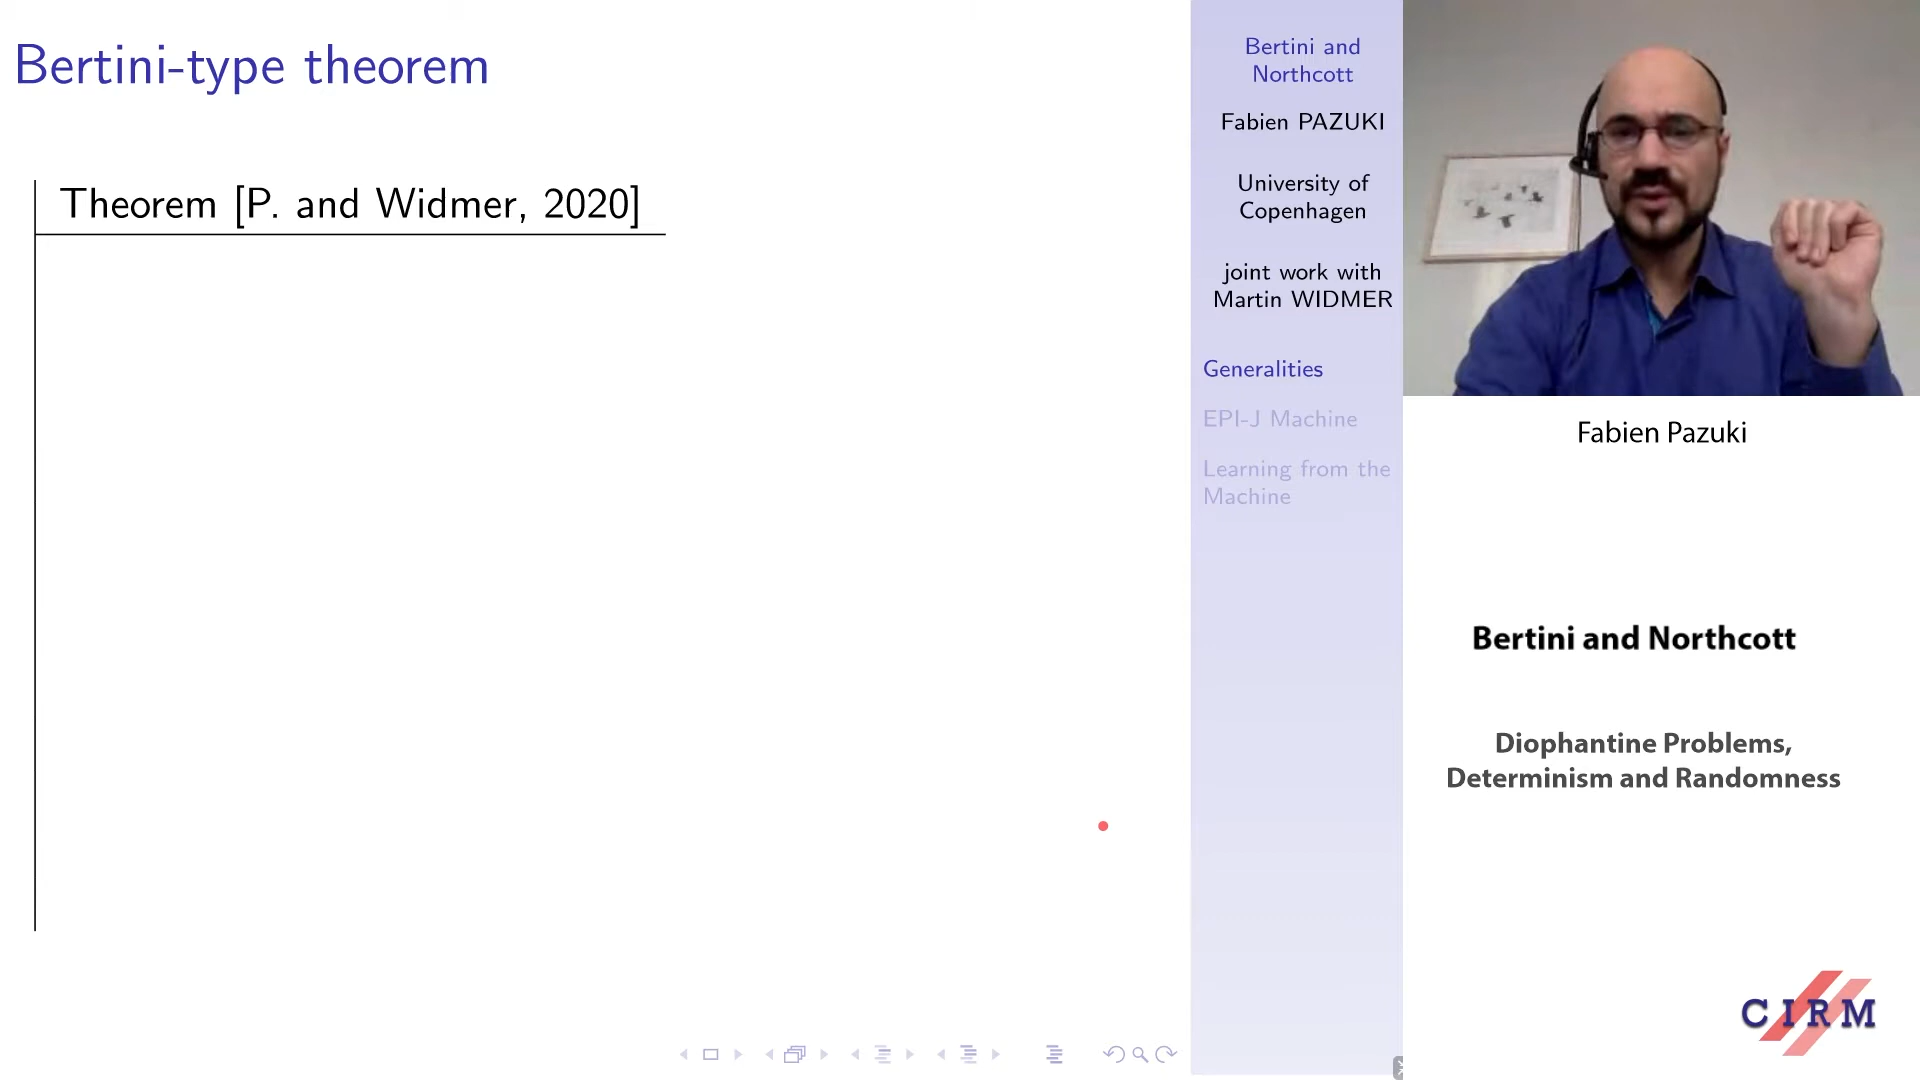 Bertini-type theorem
Theorem [P. and Widmer, 2020]
Bertini and
Northcott
Fabien PAZUKI
University of
Copenhagen
joint work with
Martin WIDMER
Generalities
EPI-J Machine
Learning from the
Machine
Fabien Pazuki
Bertini and Northcott
Diophantine Problems,
Determinism and Randomness
CIRM